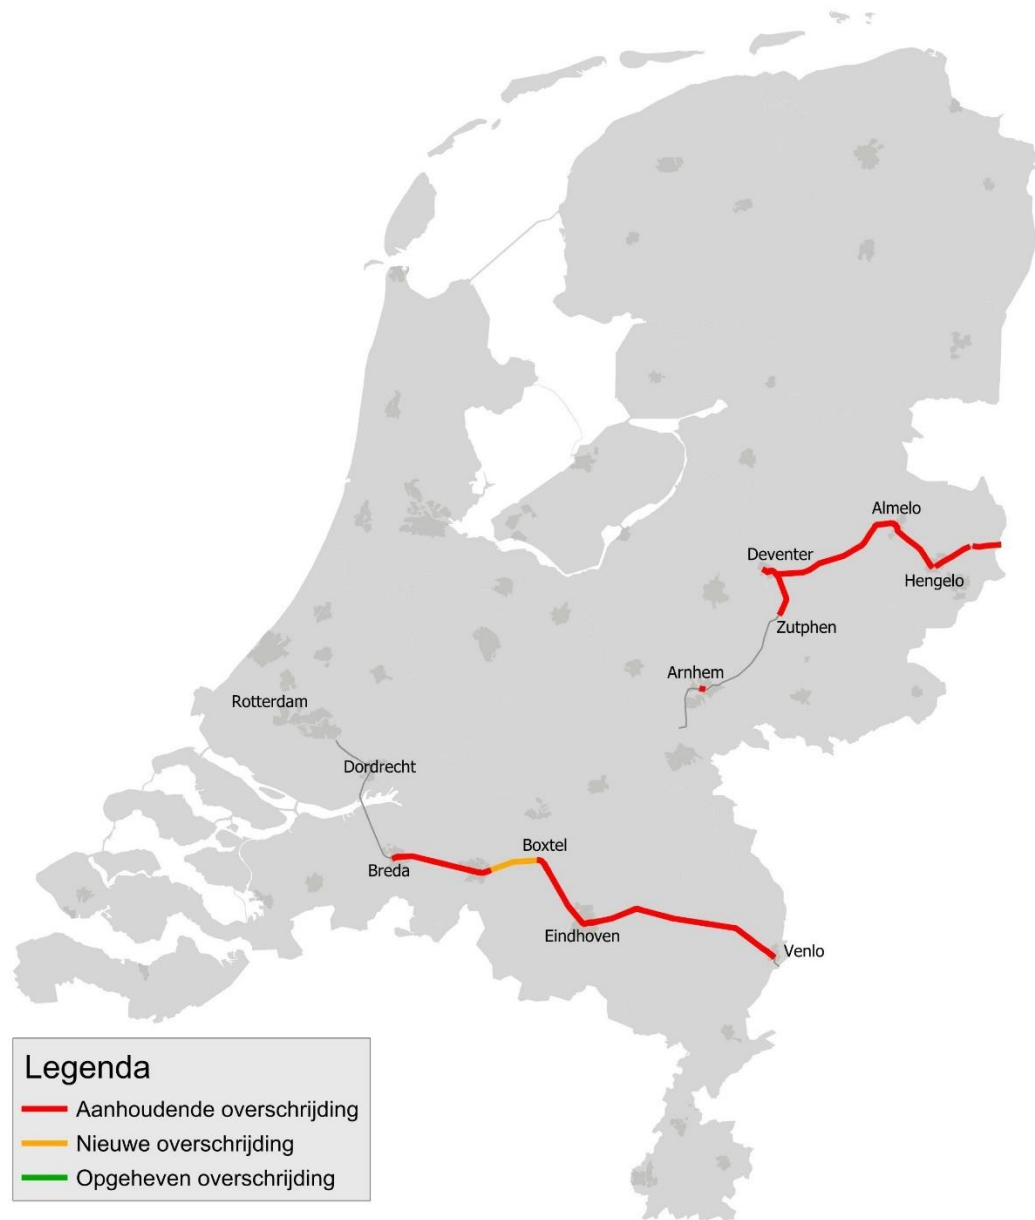 Almelo
Deventer
Hengelo
Zutphen
Arnhem
Rotterdam
Dordrecht
Boxtel
Breda
Eindhoven
Venlo
Legenda
Aanhoudende overschrijding
Nieuwe overschrijding
Opgeheven overschrijding